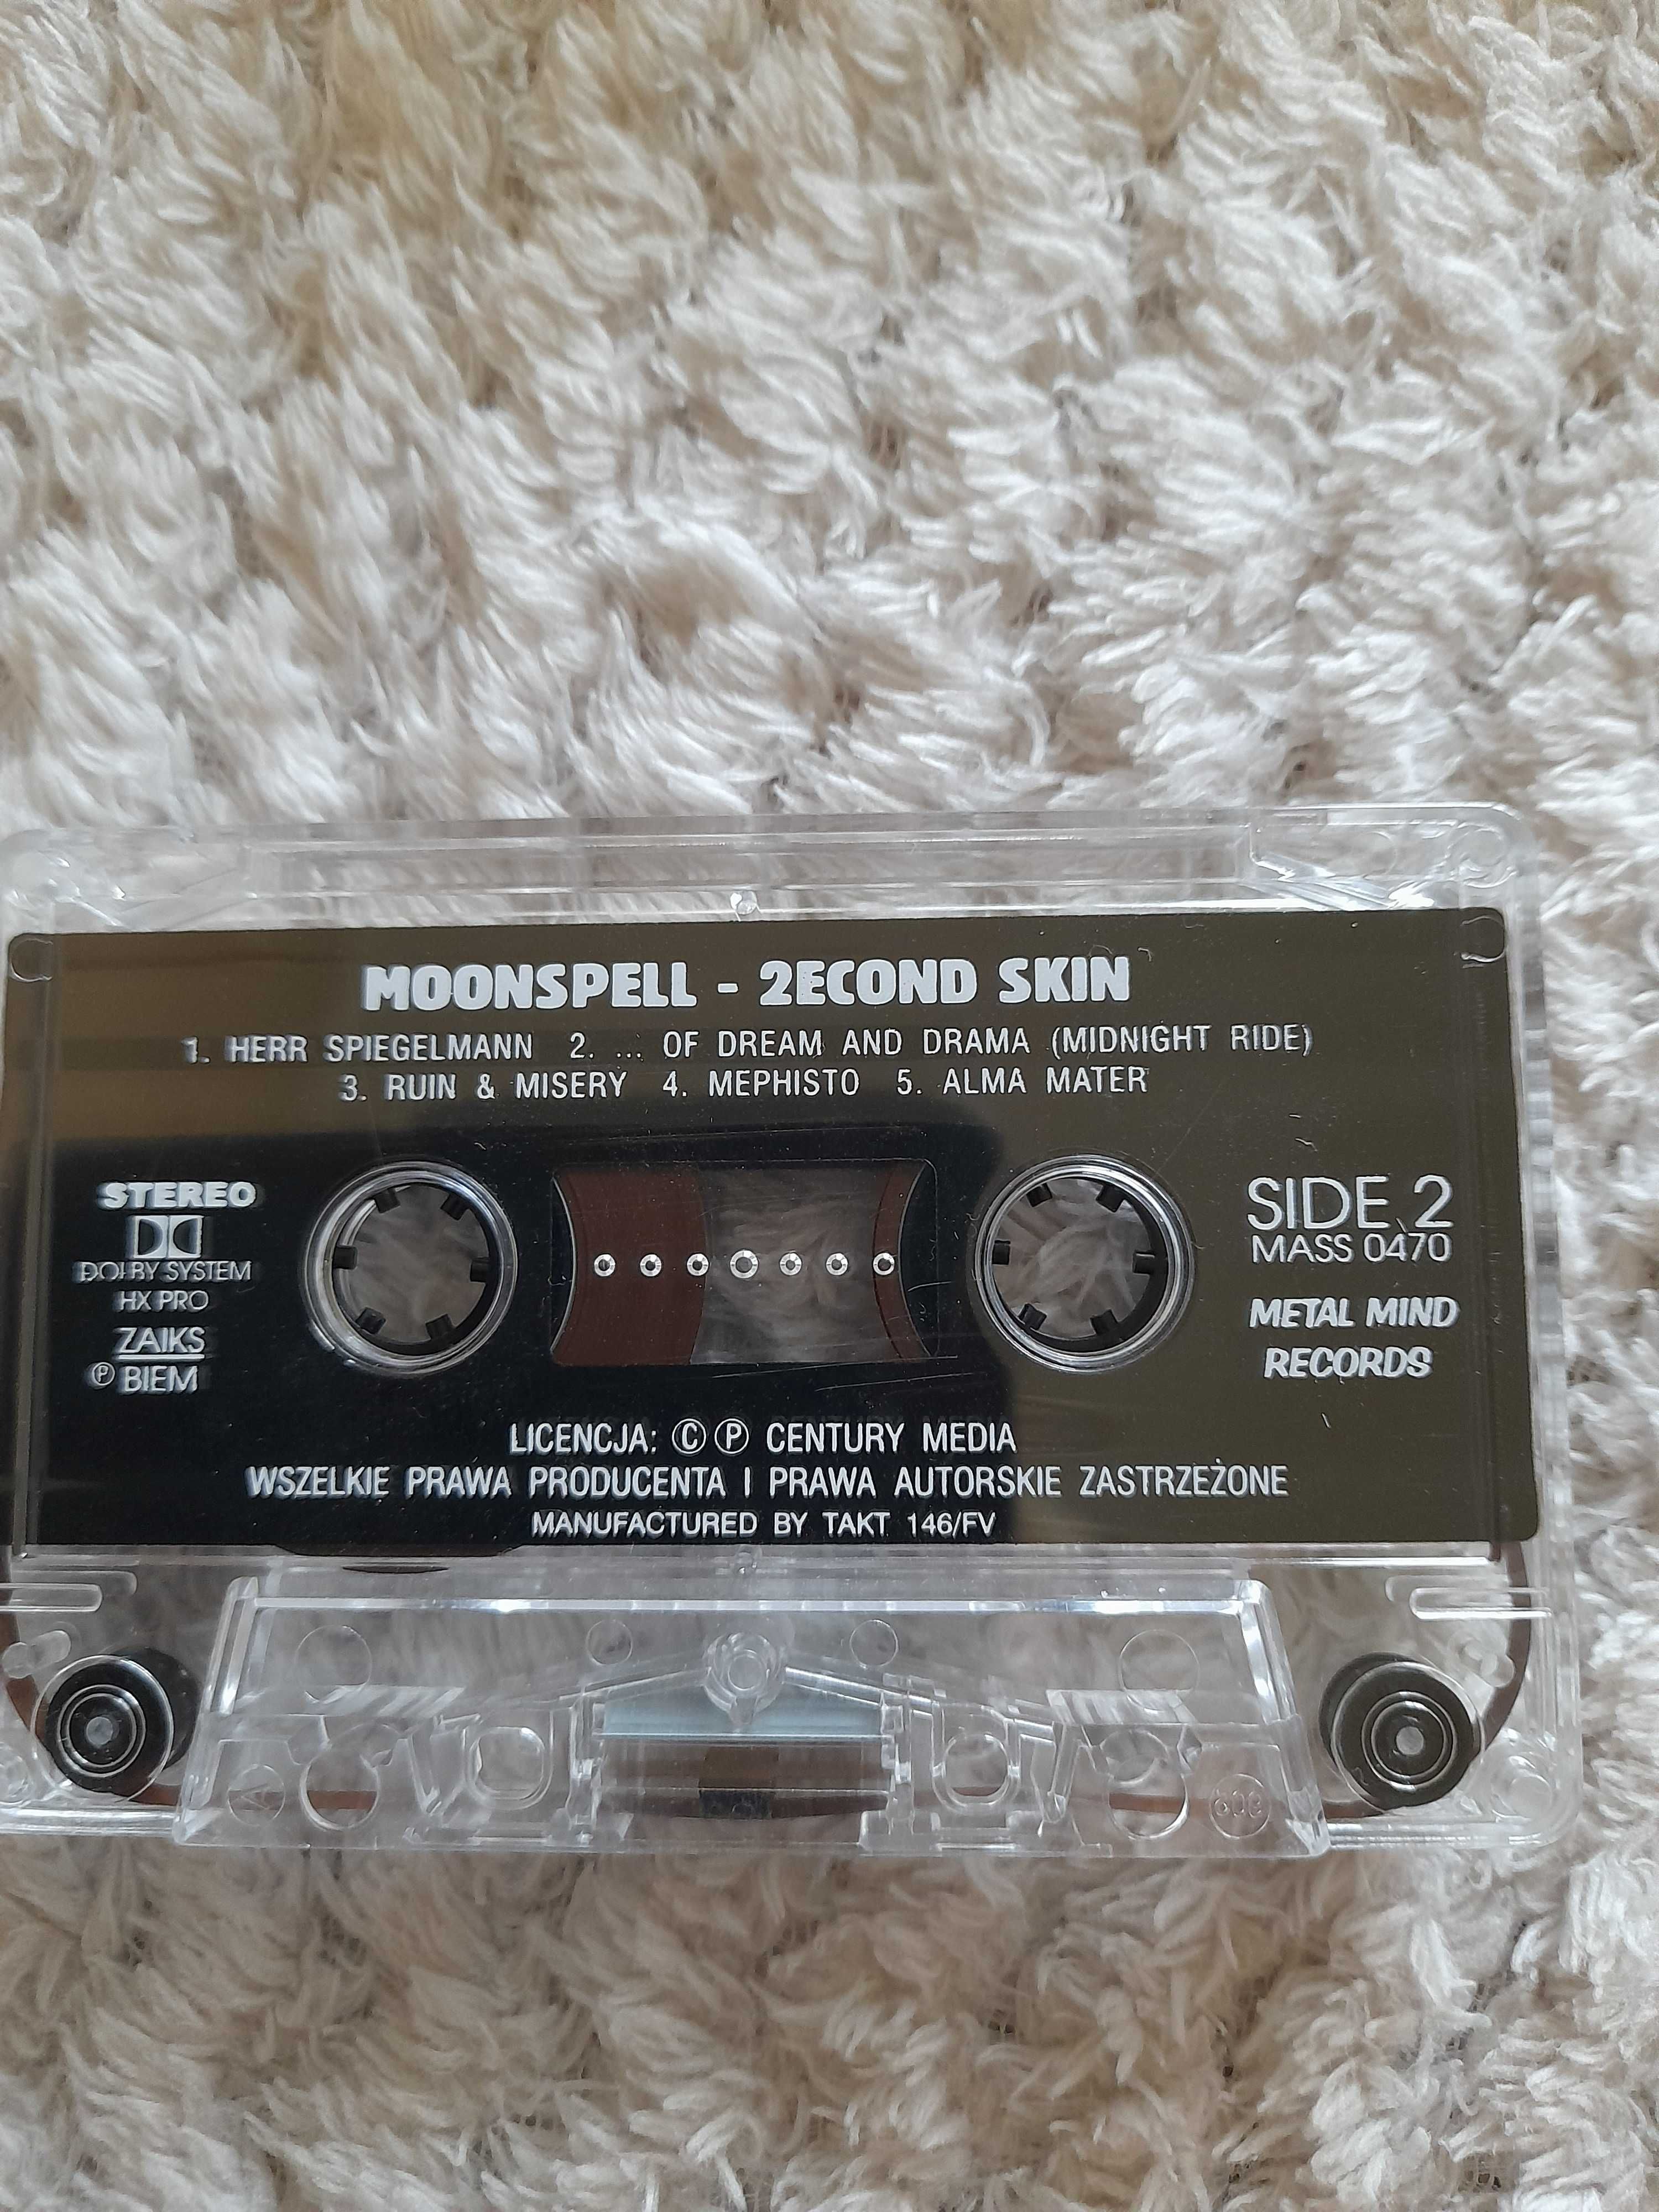 MOONSPELL - 2ECOND SKIN
1. HERR SPIEGELMANN 2. ... OF DREAM AND DRAMA (MIDNIGHT RIDE)
3. RUIN & MISERY 4. MEPHISTO 5. ALMA MATER
STEREO
DOLBY SYSTEM
HX PRO
ZAIKS
Ⓟ BIEM
SIDE 2
MASS 0470
METAL MIND
RECORDS
LICENCJA: © Ⓟ CENTURY MEDIA
WSZELKIE PRAWA PRODUCENTA I PRAWA AUTORSKIE ZASTRZEŻONE
MANUFACTURED BY TAKT 146/FV